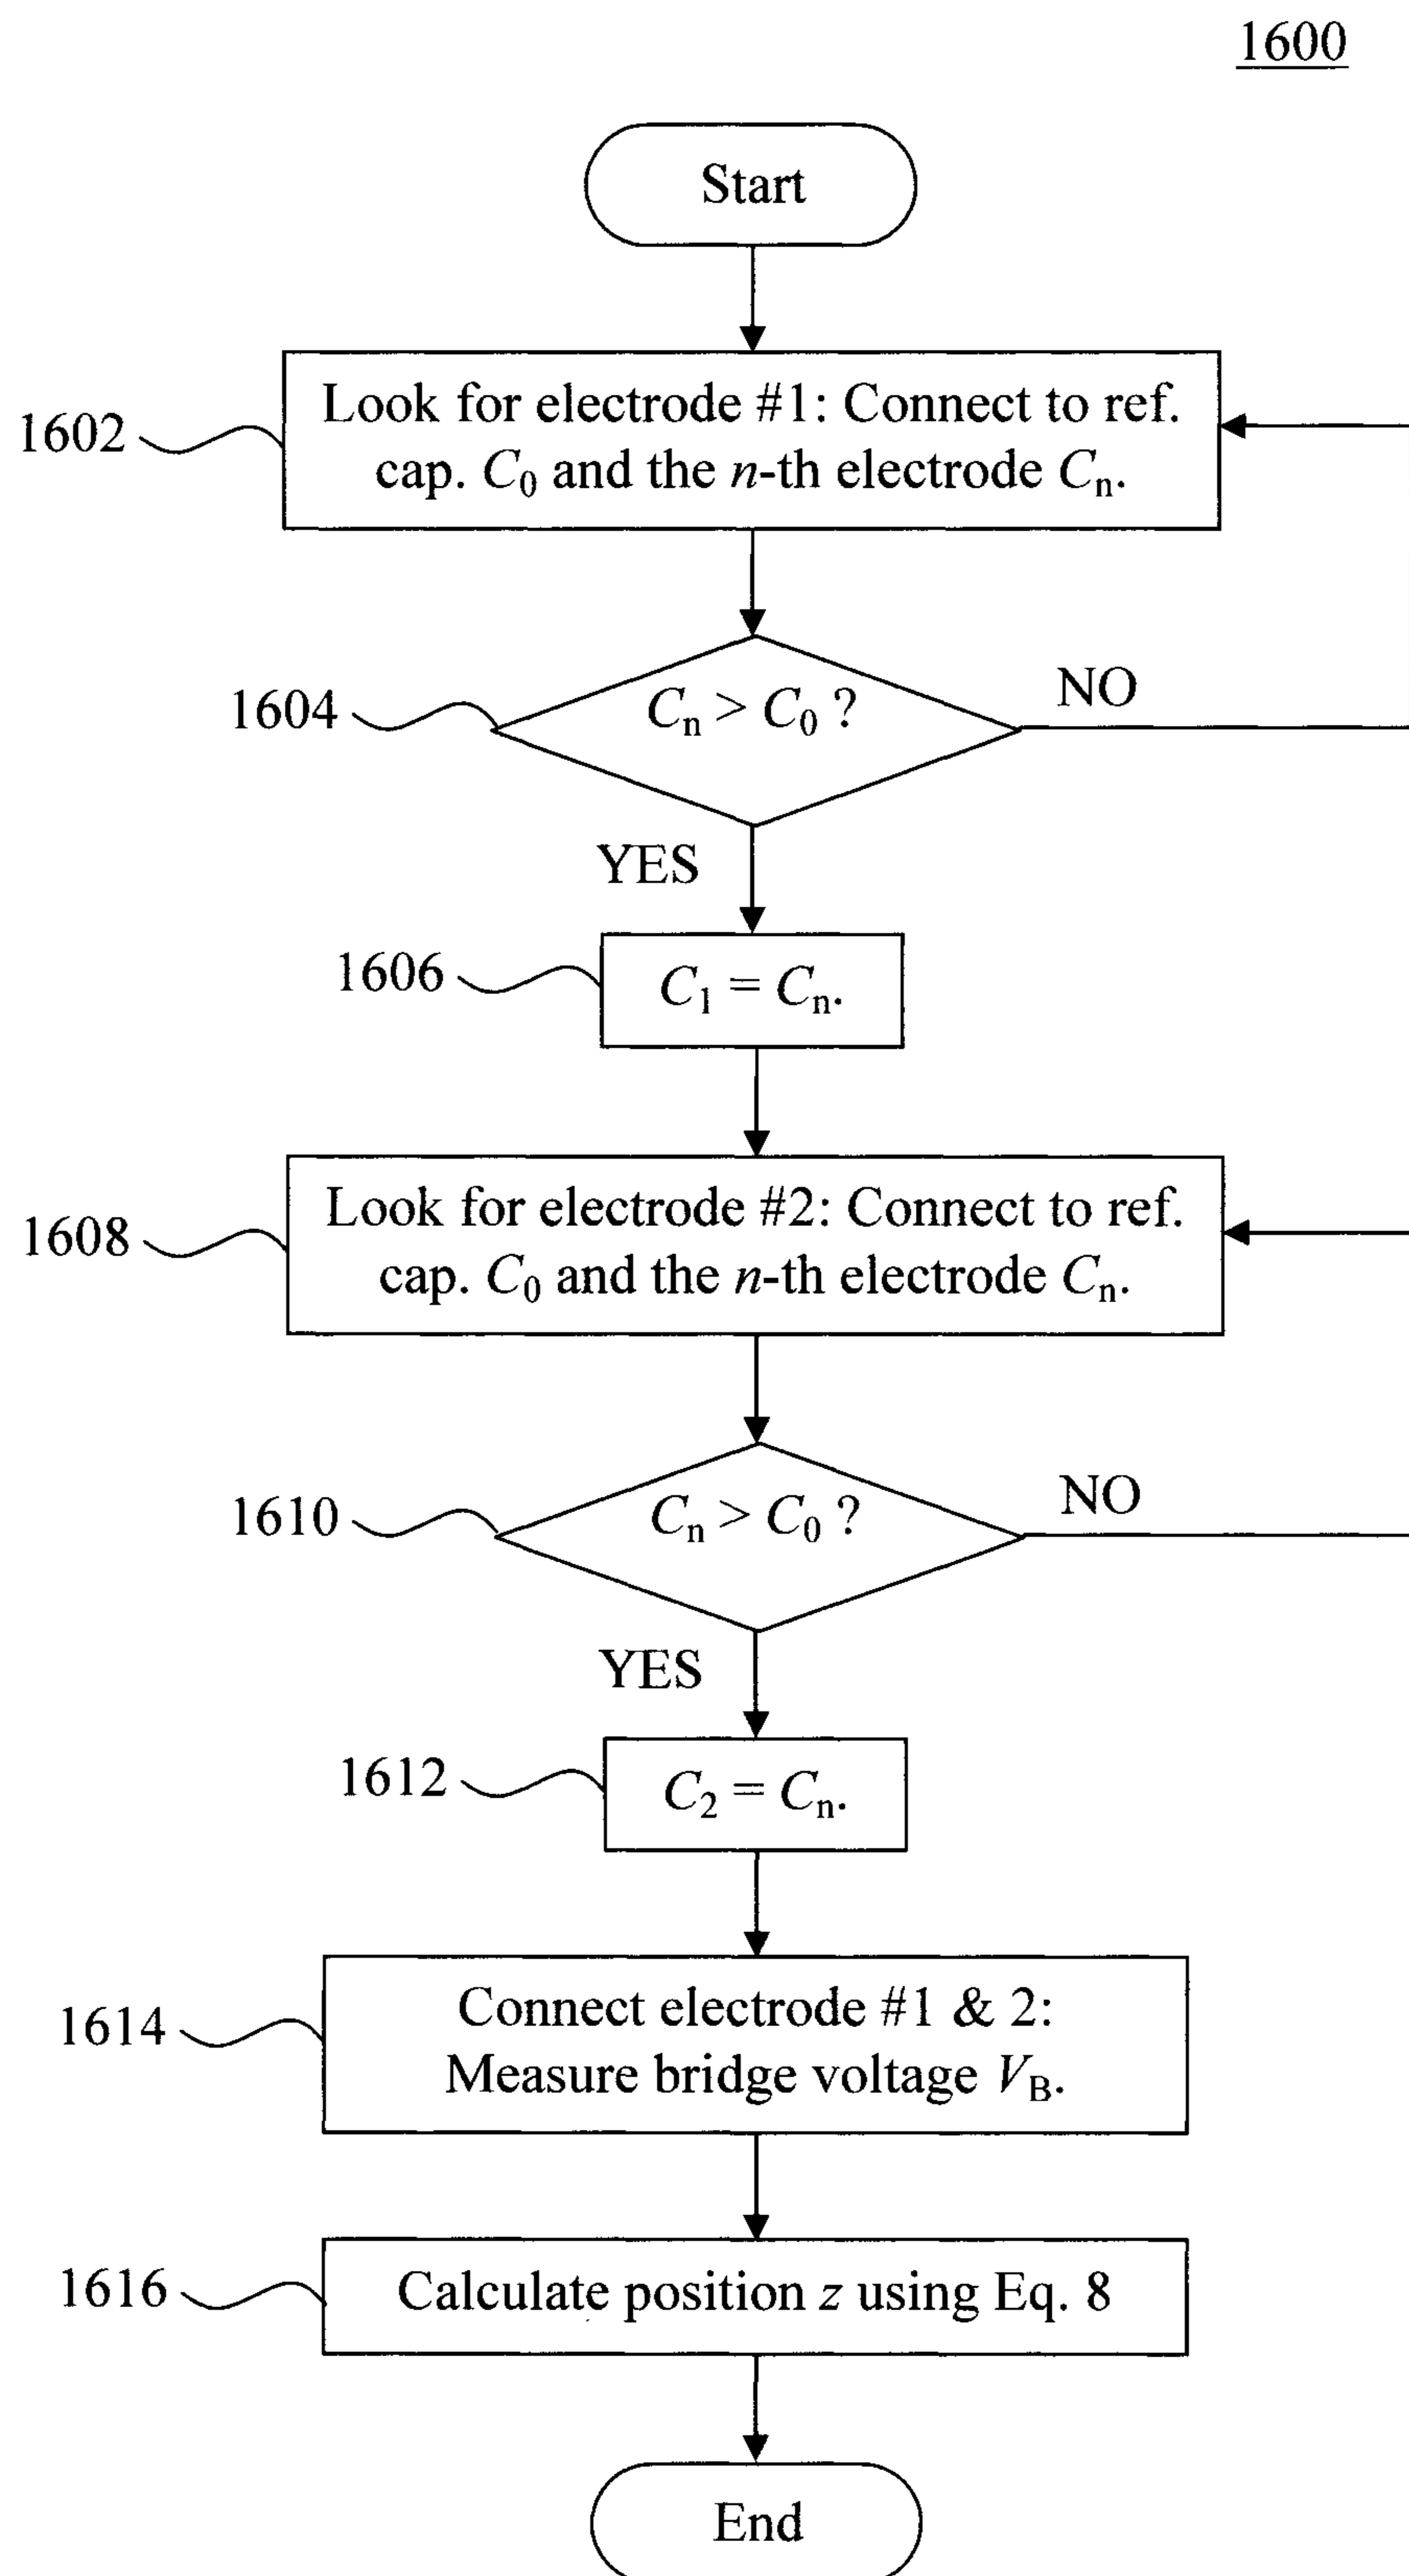 1600
Start
1602
Look for electrode #1: Connect to ref.
cap. C₀ and the n-th electrode Cₙ.
1604
Cₙ > C₀ ?
NO
YES
1606
C₁ = Cₙ.
1608
Look for electrode #2: Connect to ref.
cap. C₀ and the n-th electrode Cₙ.
1610
Cₙ > C₀ ?
NO
YES
1612
C₂ = Cₙ.
1614
Connect electrode #1 & 2:
Measure bridge voltage V_B.
1616
Calculate position z using Eq. 8
End